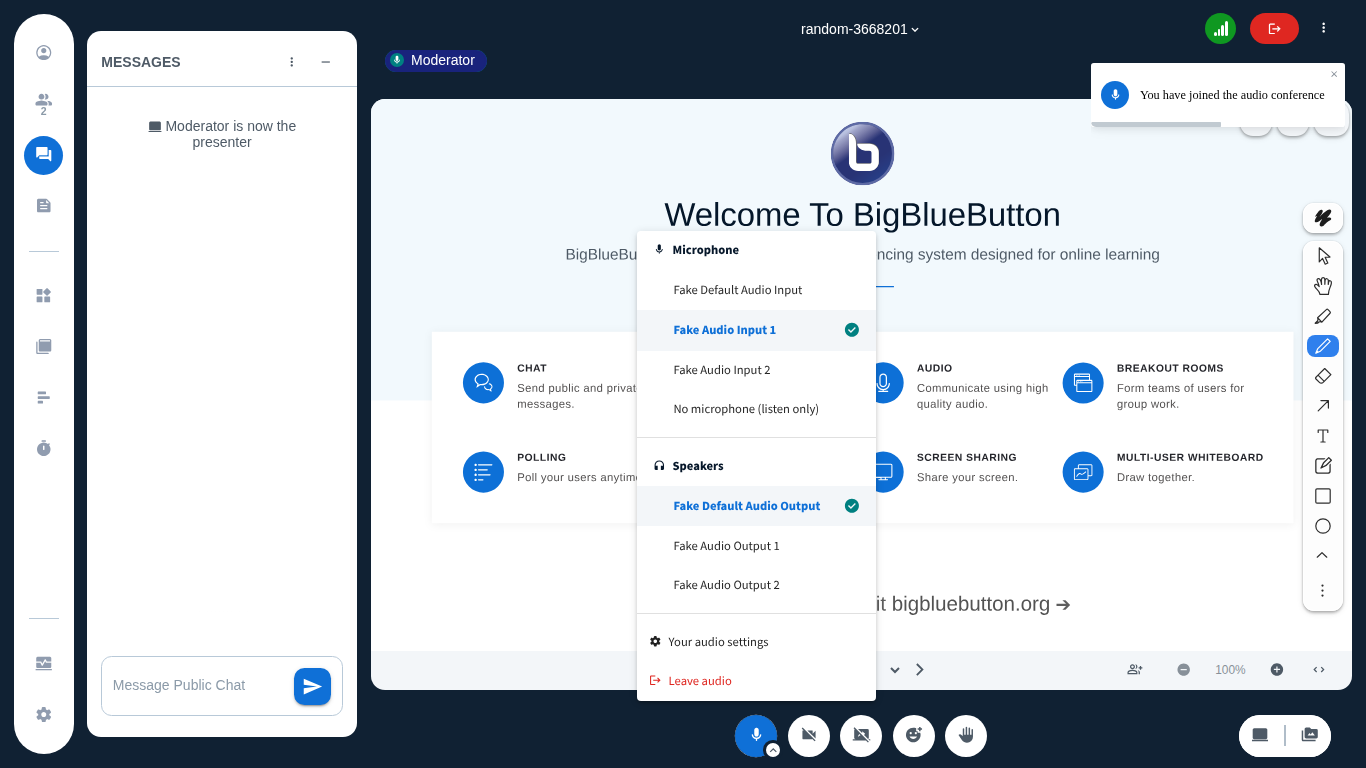 random-3668201
Moderator
You have joined the audio conference
MESSAGES
2
Moderator is now the
presenter
Message Public Chat
Welcome To BigBlueButton
BigBlueBu
ncing system designed for online learning
CHAT
Send public and privat
messages.
POLLING
Poll your users anytim
AUDIO
Communicate using high
quality audio.
BREAKOUT ROOMS
Form teams of users for
group work.
SCREEN SHARING
Share your screen.
MULTI-USER WHITEBOARD
Draw together.
it bigbluebutton.org ➔
Microphone
Fake Default Audio Input
Fake Audio Input 1
Fake Audio Input 2
No microphone (listen only)
Speakers
Fake Default Audio Output
Fake Audio Output 1
Fake Audio Output 2
Your audio settings
Leave audio
100%